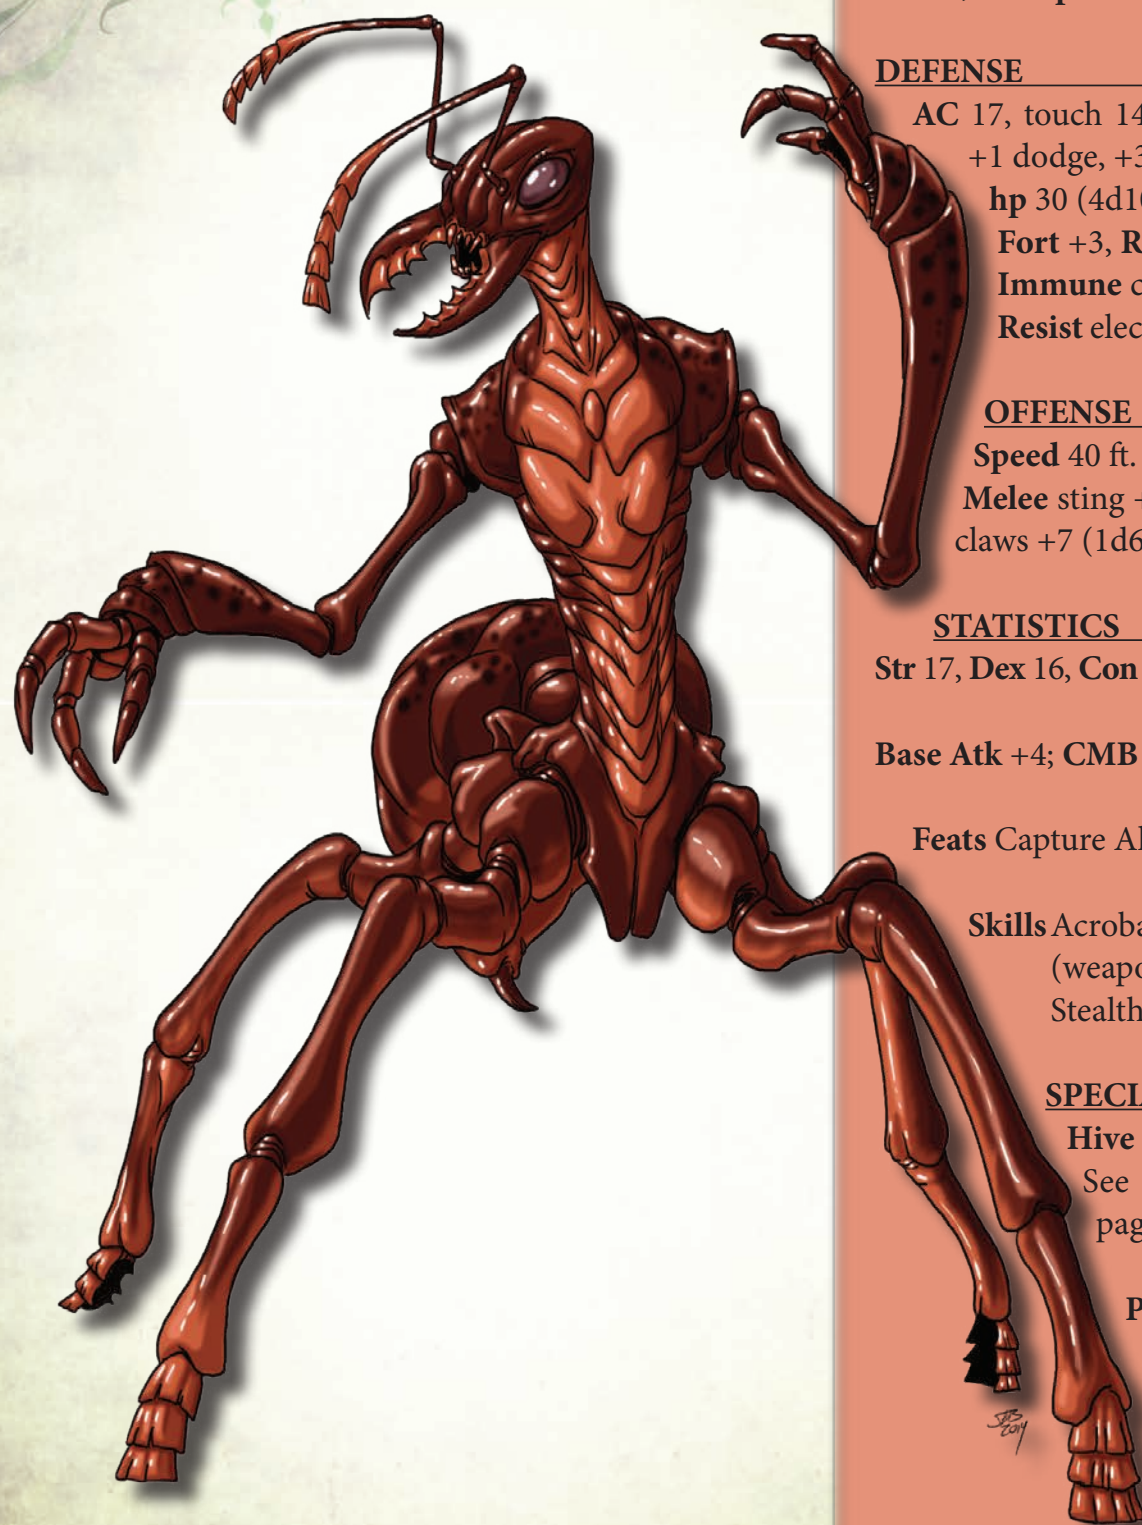 DEFENSE
AC 17, touch 14
+1 dodge, +3
hp 30 (4d10
Fort +3, R
Immune
Resist elec
OFFENSE
Speed 40 ft.
Melee sting
claws +7 (1d6
STATISTICS
Str 17, Dex 16, Con
Base Atk +4; CMB
Feats Capture
Skills Acroba
(weapo
Stealth
SPECI
Hive
See
pag
P
2014